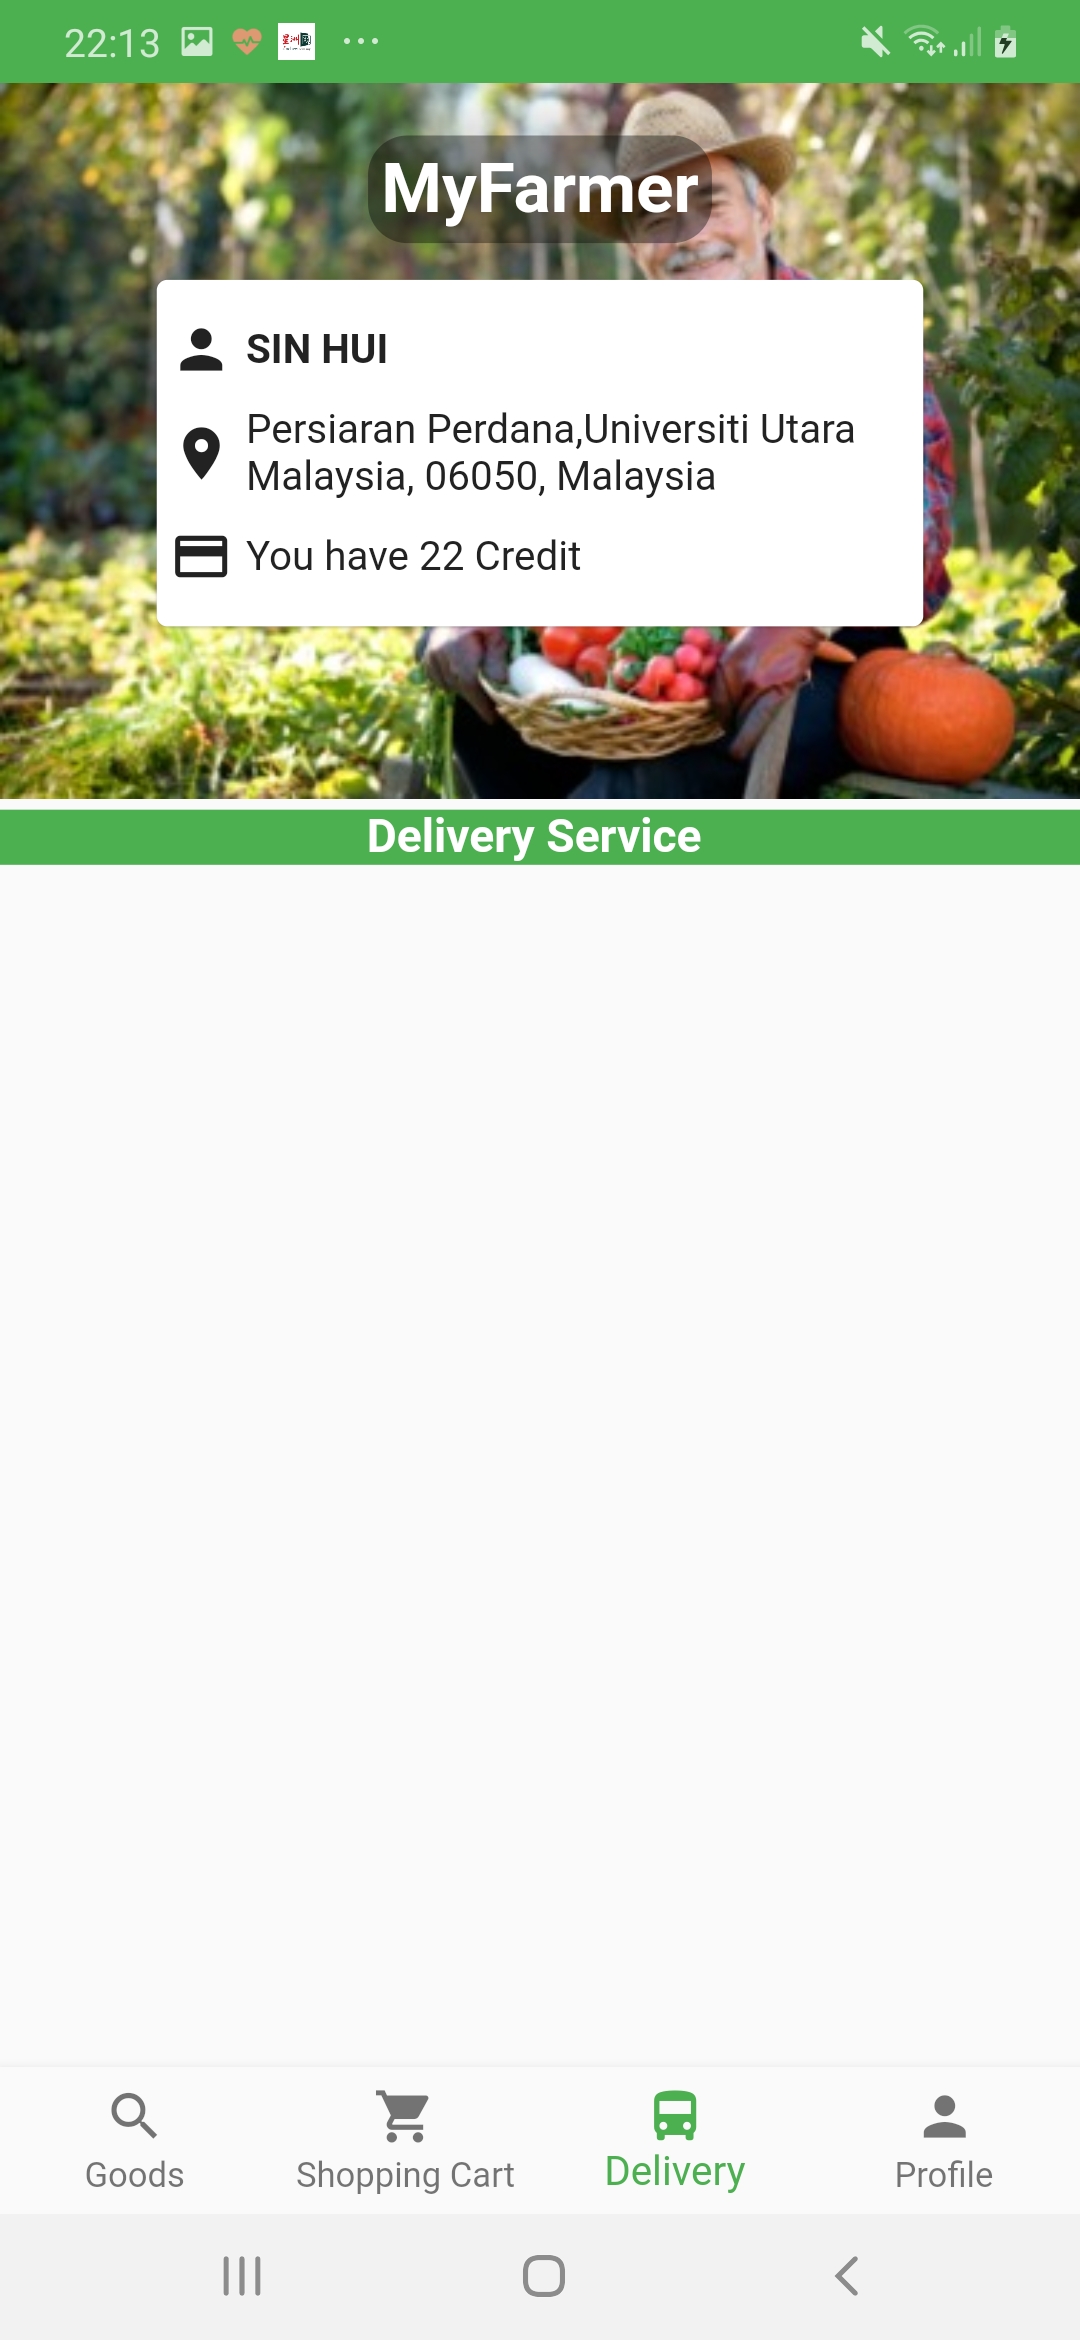 22:13
MyFarmer
SIN HUI
Persiaran Perdana,Universiti Utara
Malaysia, 06050, Malaysia
You have 22 Credit
Delivery Service
Goods
Shopping Cart
Delivery
Profile